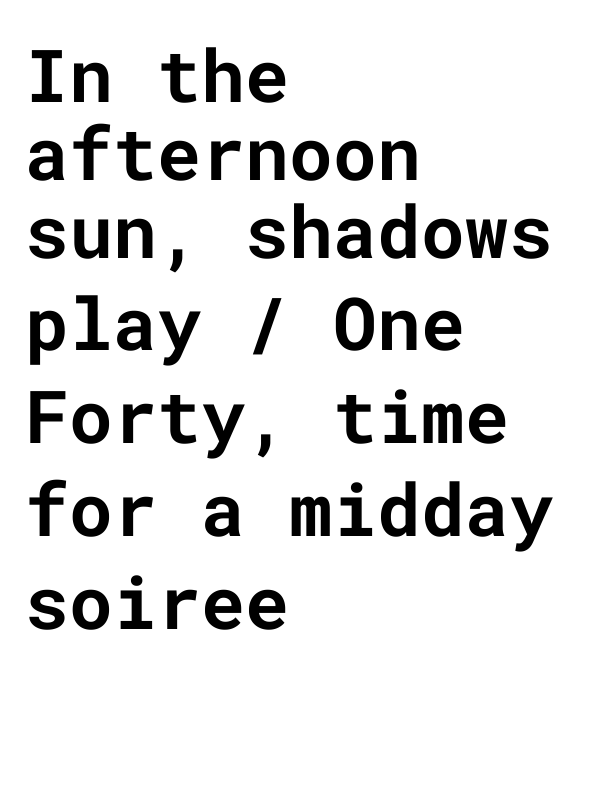 In the
afternoon
sun, shadows
play / One
Forty, time
for a midday
soiree